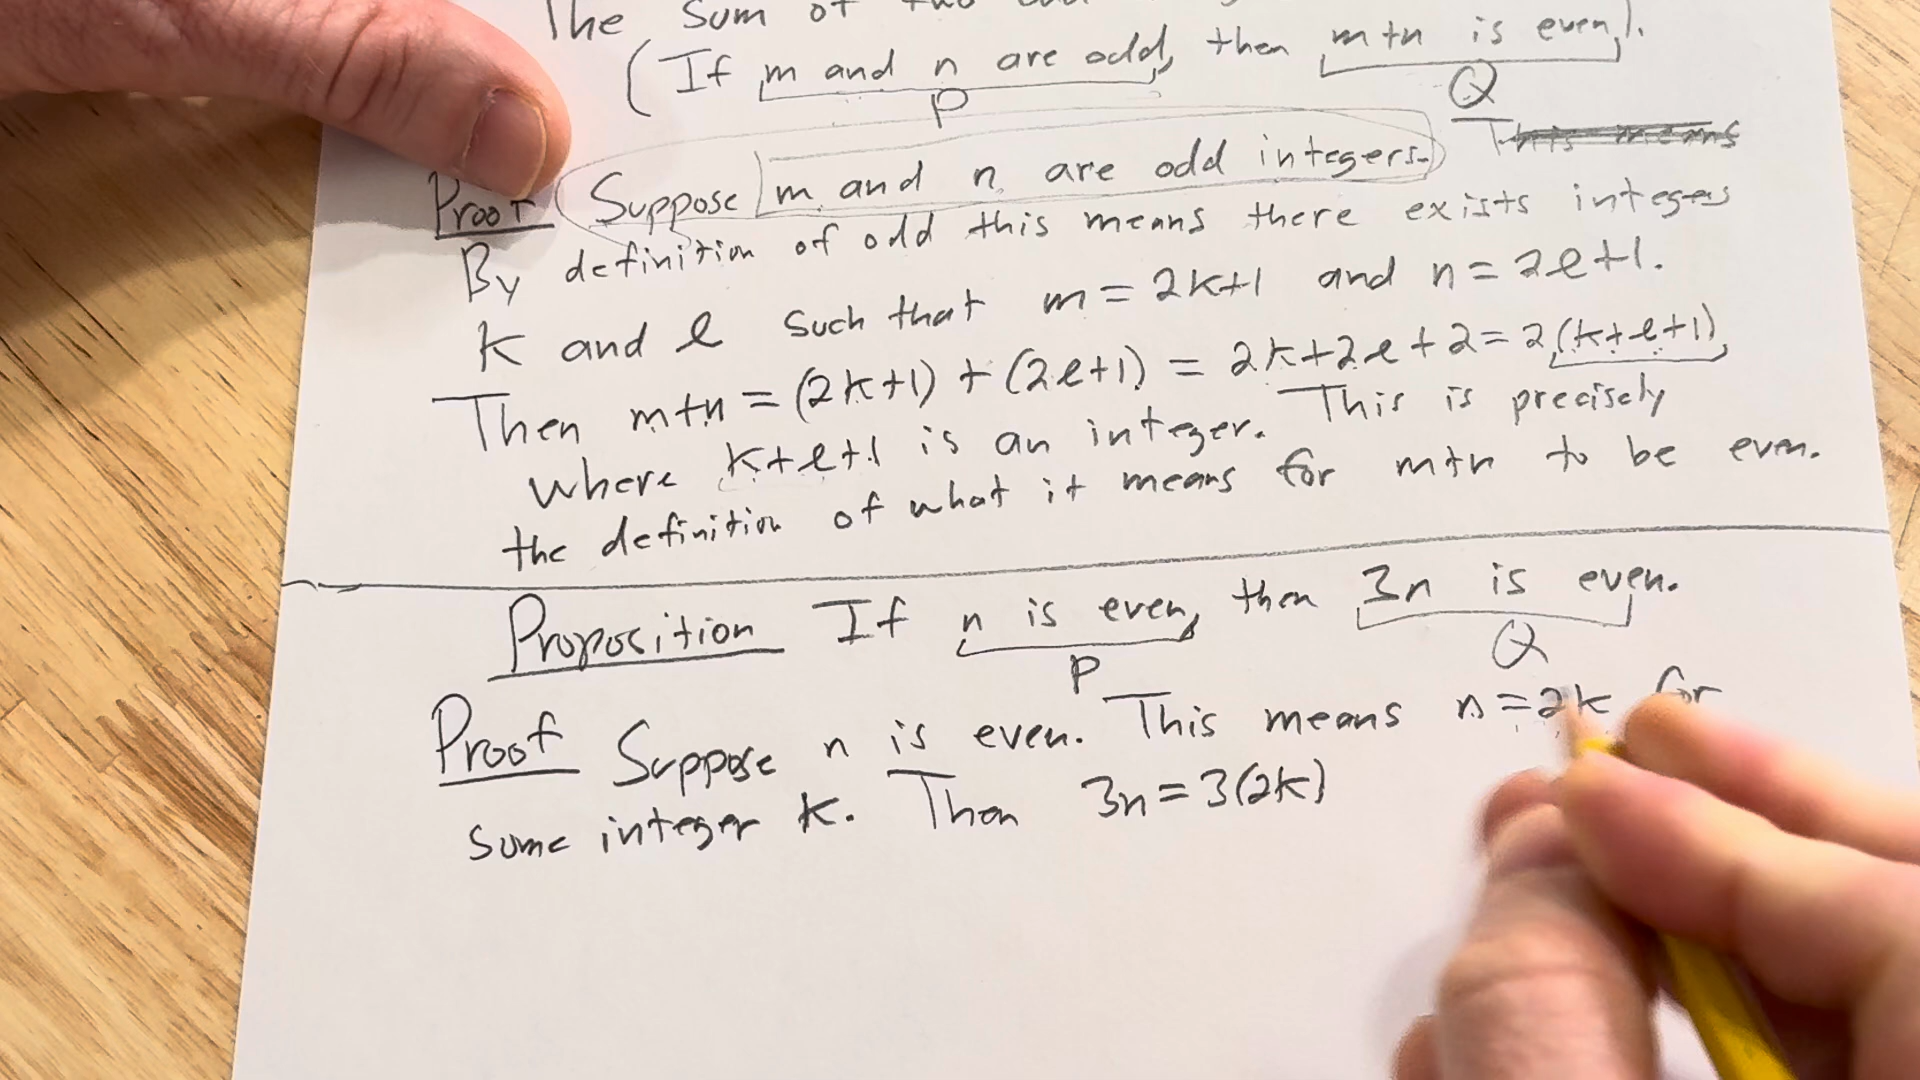 The sum of two
(If m and n are odd, then m+n is even).
P Q
Proof Suppose m and n are odd integers. This means
By definition of odd this means there exists integers
k and l such that m = 2k+1 and n = 2l+1.
Then m+n = (2k+1) + (2l+1) = 2k+2l+2 = 2(k+l+1)
where k+l+1 is an integer. This is precisely
the definition of what it means for m+n to be even.
Proposition If n is even, then 3n is even.
P Q
Proof Suppose n is even. This means n = 2k for
some integer k. Then 3n = 3(2k)